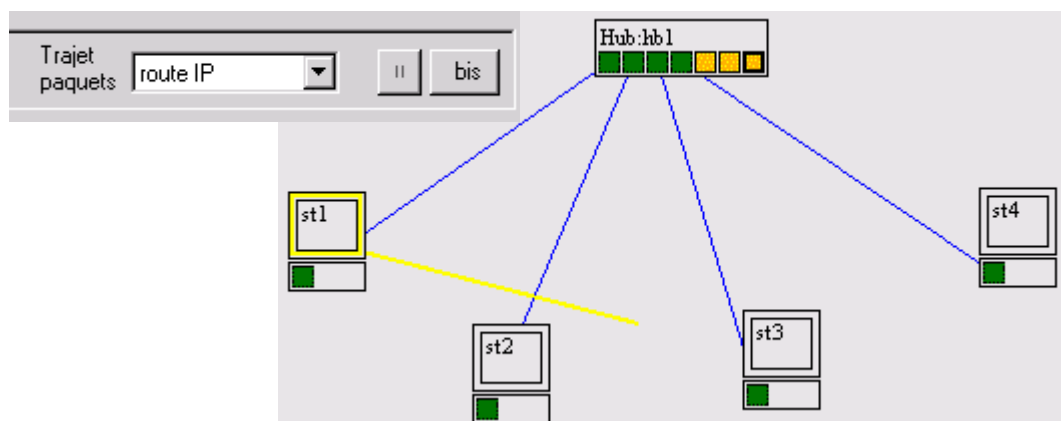 Trajet
paquets
route IP
II
bis
Hub:hb1
st1
st4
st2
st3